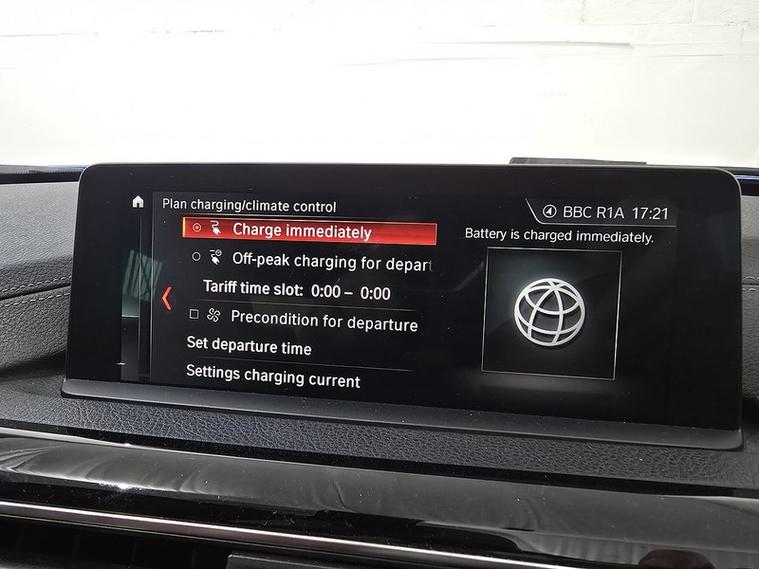 Plan charging/climate control
BBC R1A 17:21
Charge immediately
Battery is charged immediately.
Off-peak charging for depart
Tariff time slot: 0:00 – 0:00
Precondition for departure
Set departure time
Settings charging current